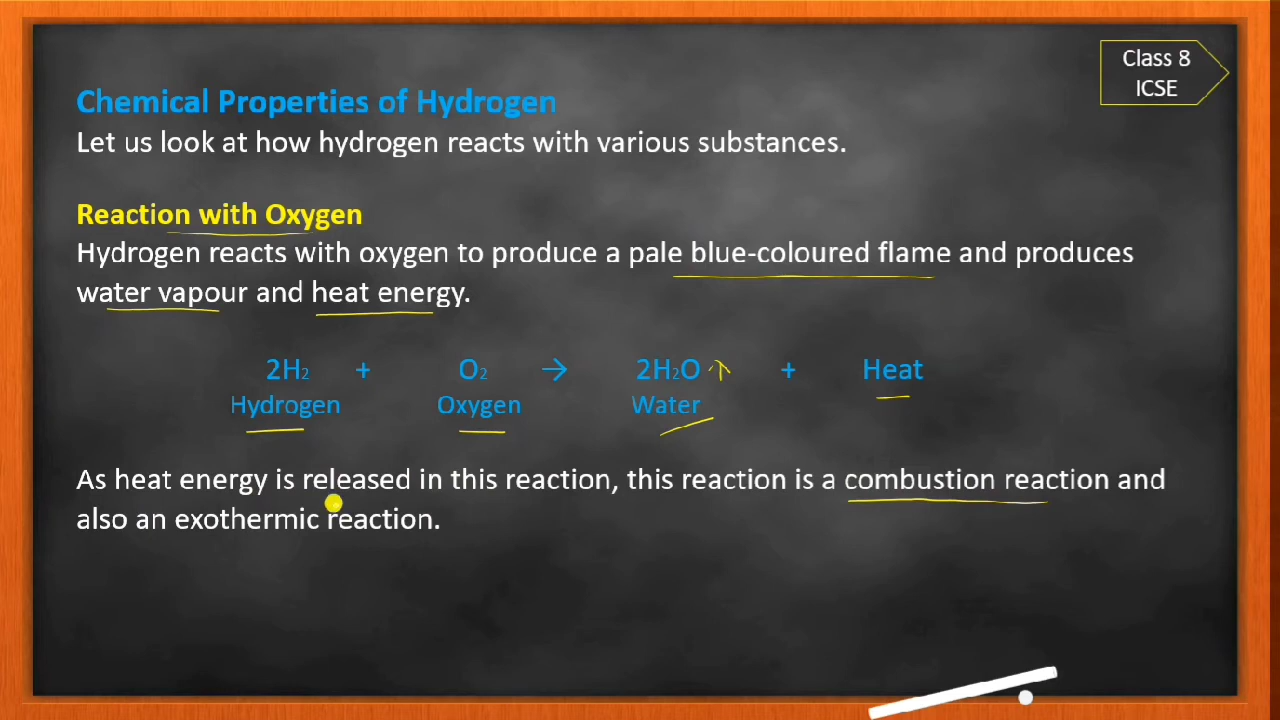 Class 8
ICSE
Chemical Properties of Hydrogen
Let us look at how hydrogen reacts with various substances.
Reaction with Oxygen
Hydrogen reacts with oxygen to produce a pale blue-coloured flame and produces
water vapour and heat energy.
2H₂ + O₂ → 2H₂O ↑ + Heat
Hydrogen Oxygen Water
As heat energy is released in this reaction, this reaction is a combustion reaction and
also an exothermic reaction.